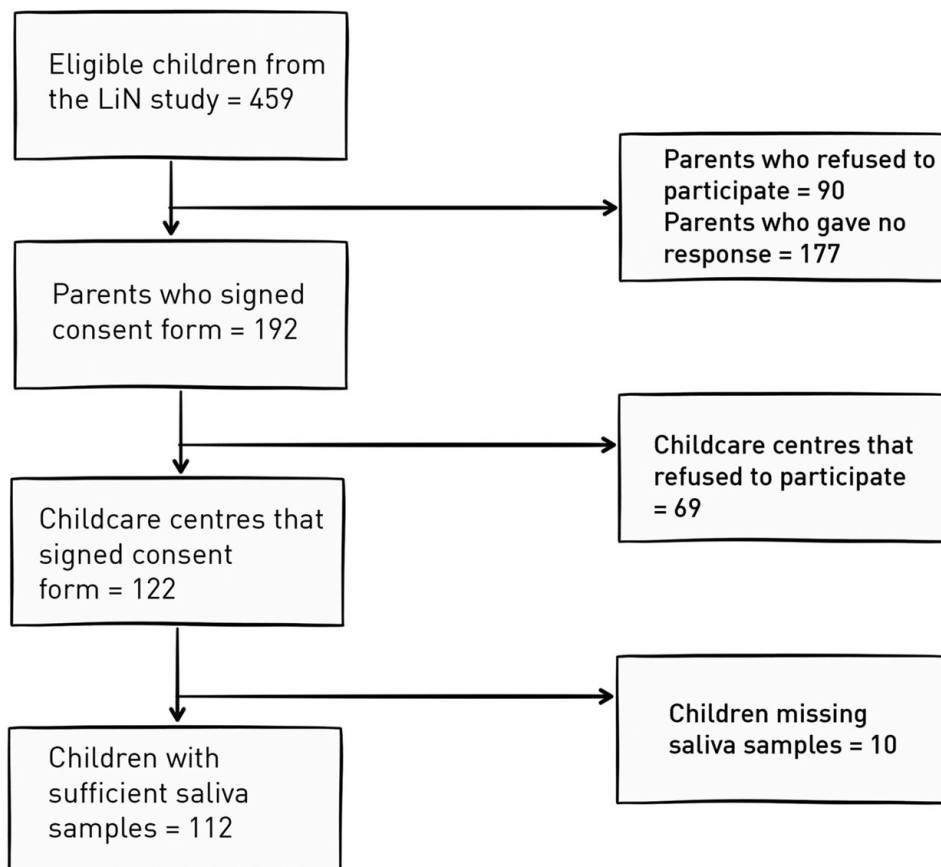 Eligible children from
the LiN study = 459
Parents who refused to
participate = 90
Parents who gave no
response = 177
Parents who signed
consent form = 192
Childcare centres that
refused to participate
= 69
Childcare centres that
signed consent
form = 122
Children missing
saliva samples = 10
Children with
sufficient saliva
samples = 112